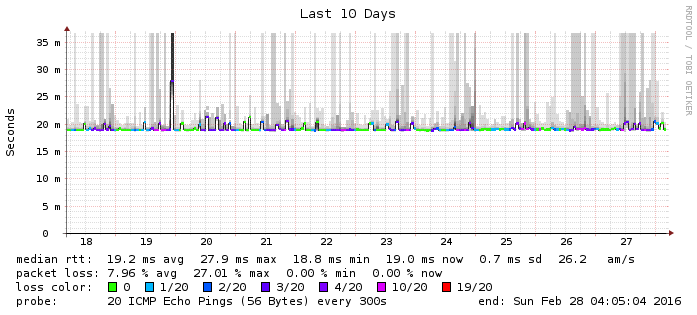 Last 10 Days
RRDTOOL / TOBI OETIKER
Seconds
35 m
30 m
25 m
20 m
15 m
10 m
5 m
0
18 19 20 21 22 23 24 25 26 27
median rtt: 19.2 ms avg 27.9 ms max 18.8 ms min 19.0 ms now 0.7 ms sd 26.2 am/s
packet loss: 7.96 % avg 27.01 % max 0.00 % min 0.00 % now
loss color: 0 1/20 2/20 3/20 4/20 10/20 19/20
probe: 20 ICMP Echo Pings (56 Bytes) every 300s end: Sun Feb 28 04:05:04 2016